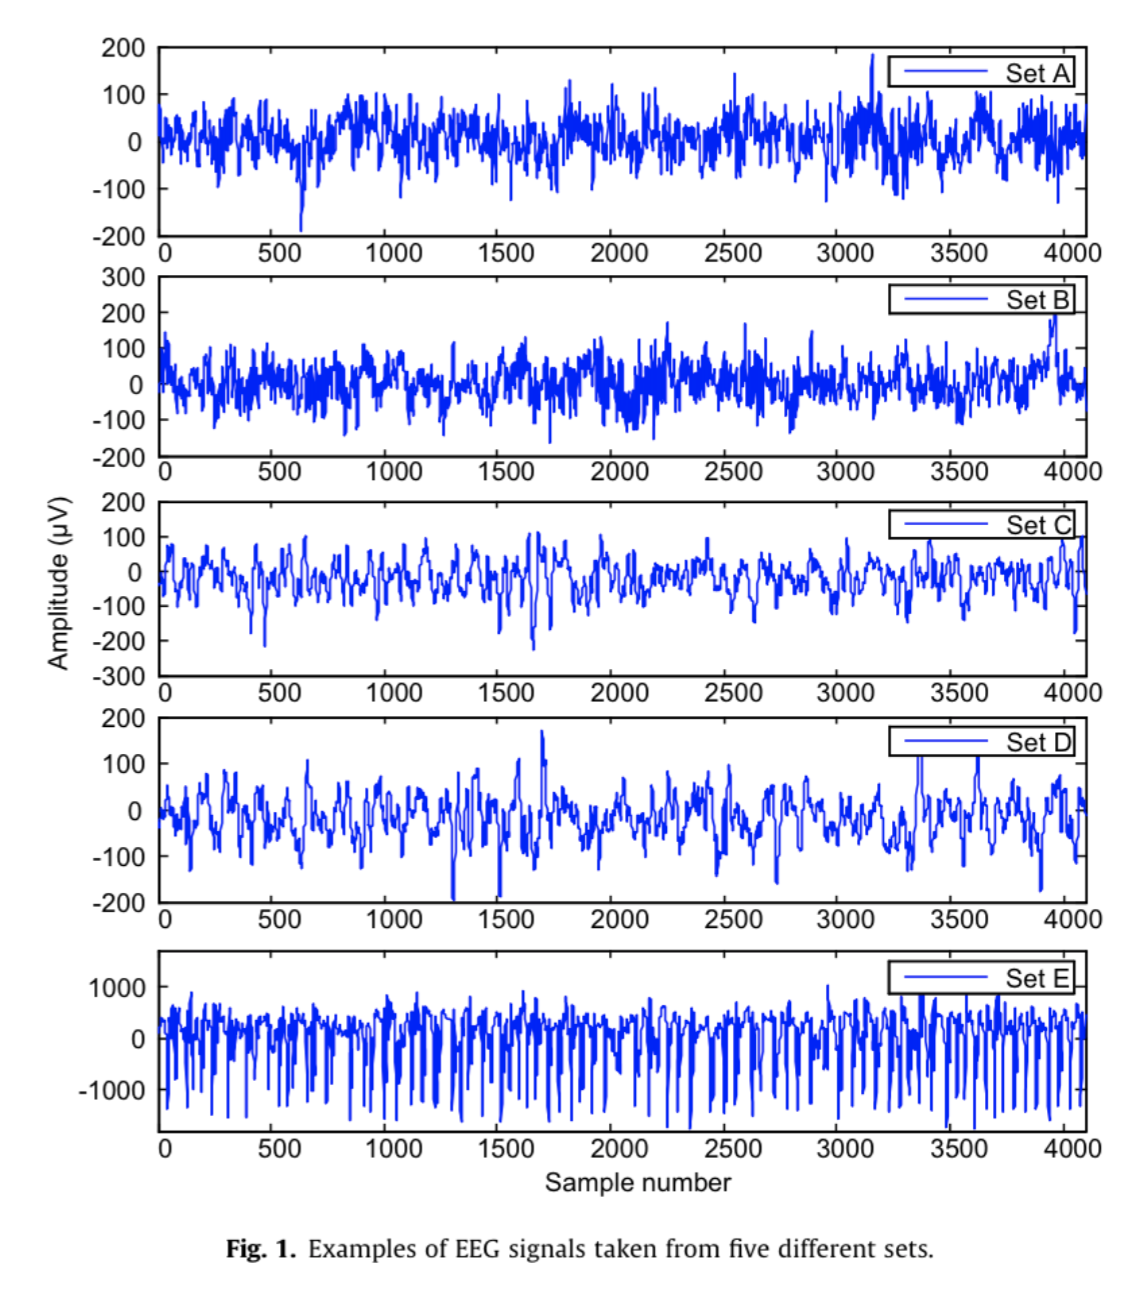 200
Set A
100
0
-100
-200
0 500 1000 1500 2000 2500 3000 3500 4000
300
Set B
200
100
0
-100
-200
0 500 1000 1500 2000 2500 3000 3500 4000
200
Set C
100
0
-100
-200
-300
0 500 1000 1500 2000 2500 3000 3500 4000
Amplitude (µV)
200
Set D
100
0
-100
-200
0 500 1000 1500 2000 2500 3000 3500 4000
Set E
1000
0
-1000
0 500 1000 1500 2000 2500 3000 3500 4000
Sample number
Fig. 1. Examples of EEG signals taken from five different sets.